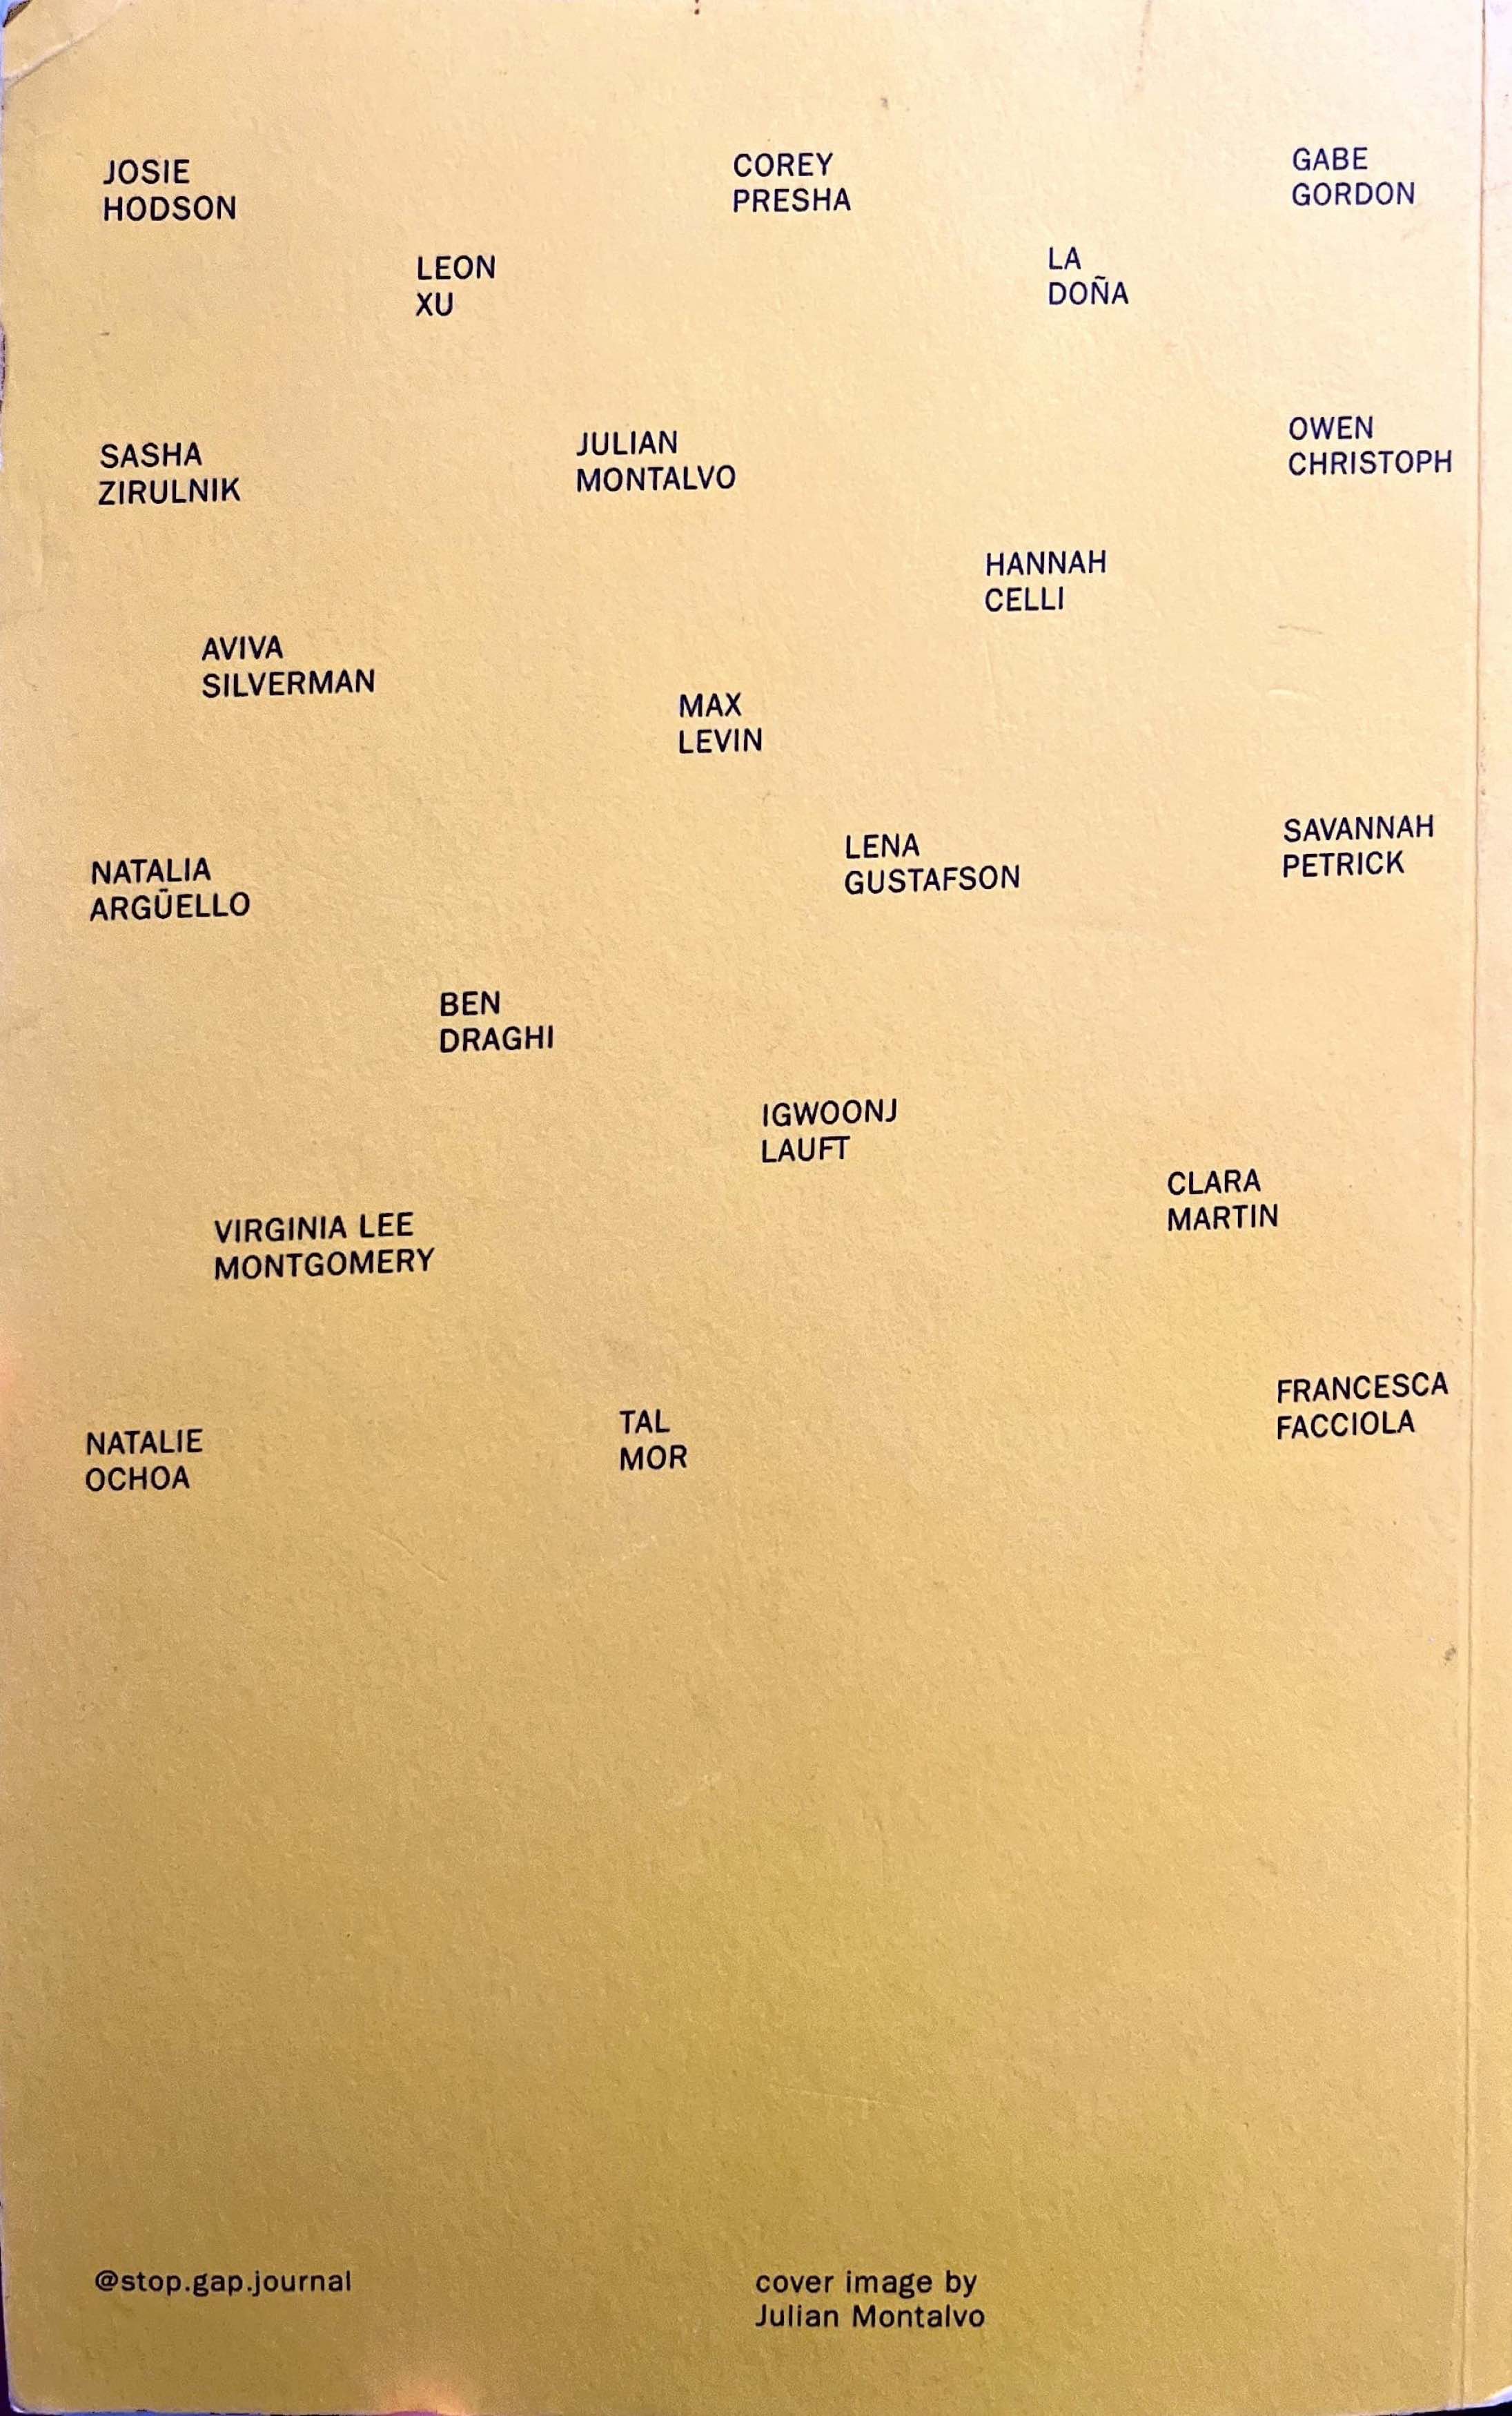 JOSIE
HODSON
COREY
PRESHA
GABE
GORDON
LEON
XU
LA
DOÑA
SASHA
ZIRULNIK
JULIAN
MONTALVO
OWEN
CHRISTOPH
HANNAH
CELLI
AVIVA
SILVERMAN
MAX
LEVIN
NATALIA
ARGÜELLO
LENA
GUSTAFSON
SAVANNAH
PETRICK
BEN
DRAGHI
IGWOONJ
LAUFT
CLARA
MARTIN
VIRGINIA LEE
MONTGOMERY
NATALIE
OCHOA
TAL
MOR
FRANCESCA
FACCIOLA
@stop.gap.journal
cover image by
Julian Montalvo